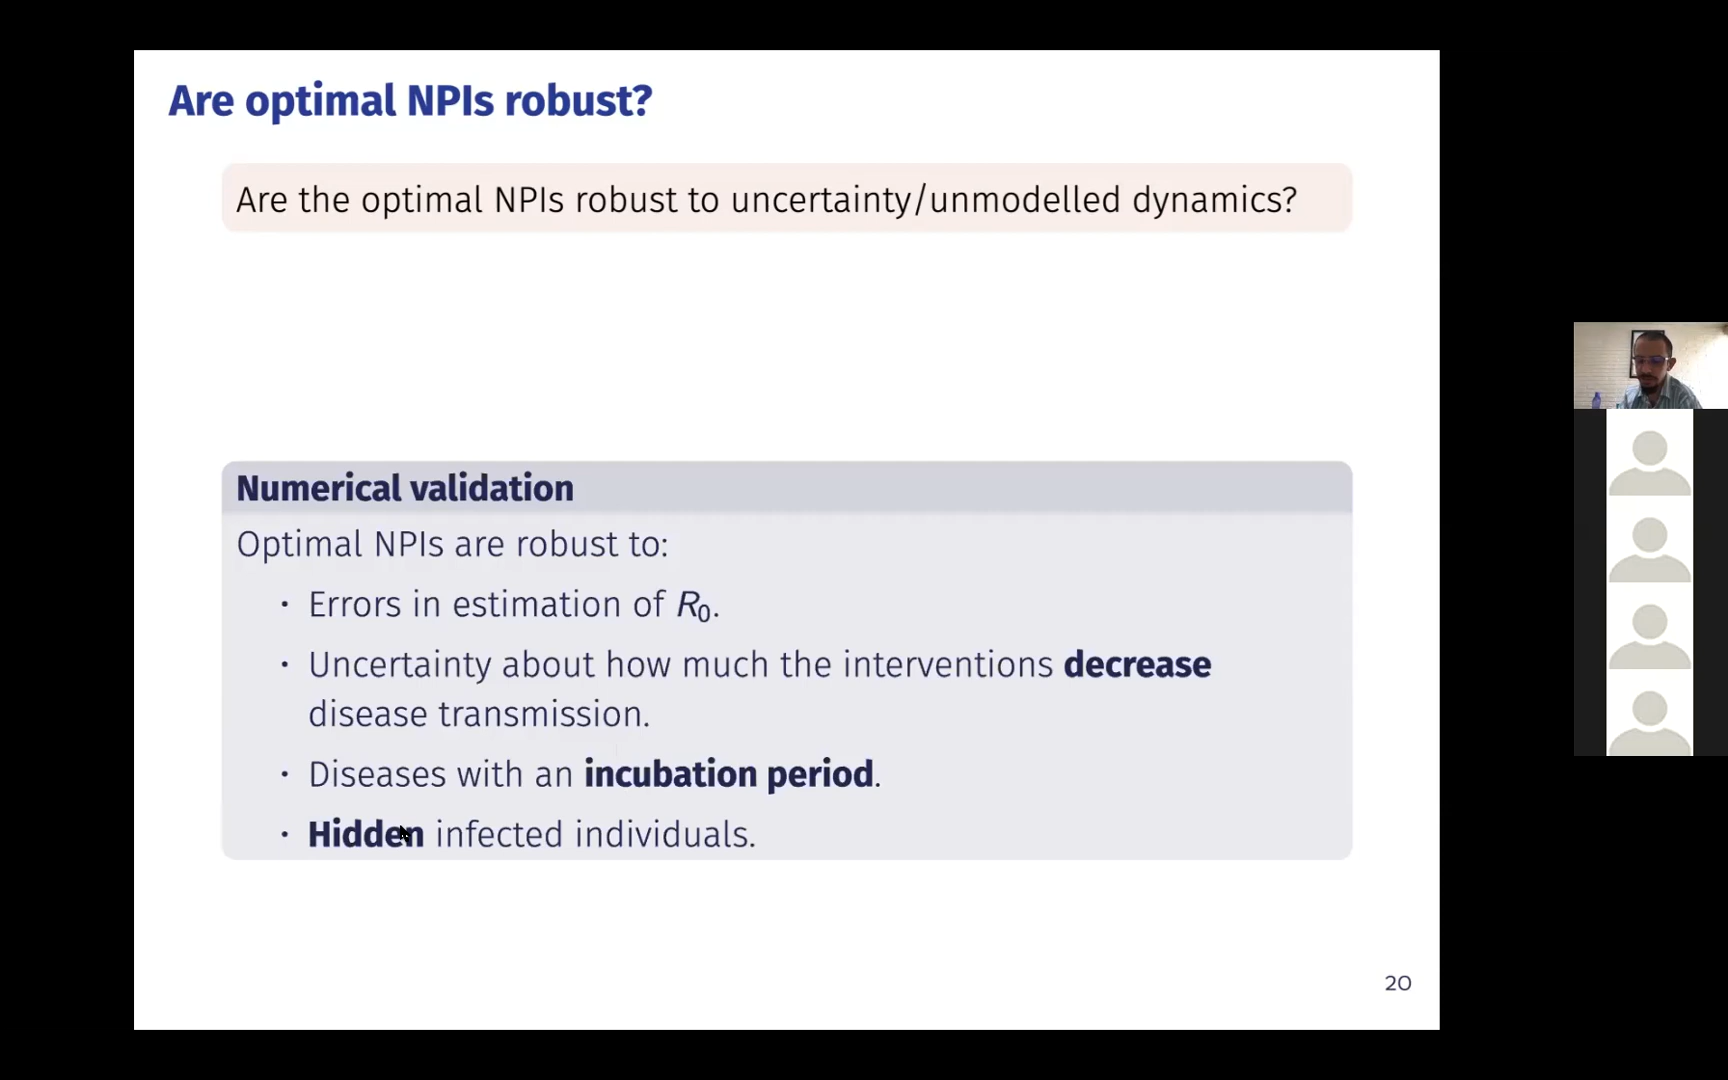 Are optimal NPIs robust?
Are the optimal NPIs robust to uncertainty/unmodelled dynamics?
Numerical validation
Optimal NPIs are robust to:
· Errors in estimation of R₀.
· Uncertainty about how much the interventions decrease
disease transmission.
· Diseases with an incubation period.
· Hidden infected individuals.
20